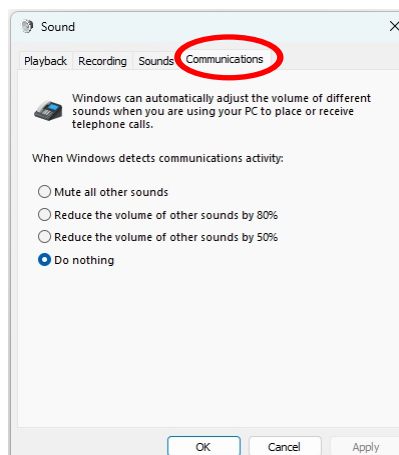 Sound
Playback Recording Sounds Communications
Windows can automatically adjust the volume of different
sounds when you are using your PC to place or receive
telephone calls.
When Windows detects communications activity:
Mute all other sounds
Reduce the volume of other sounds by 80%
Reduce the volume of other sounds by 50%
Do nothing
OK Cancel Apply